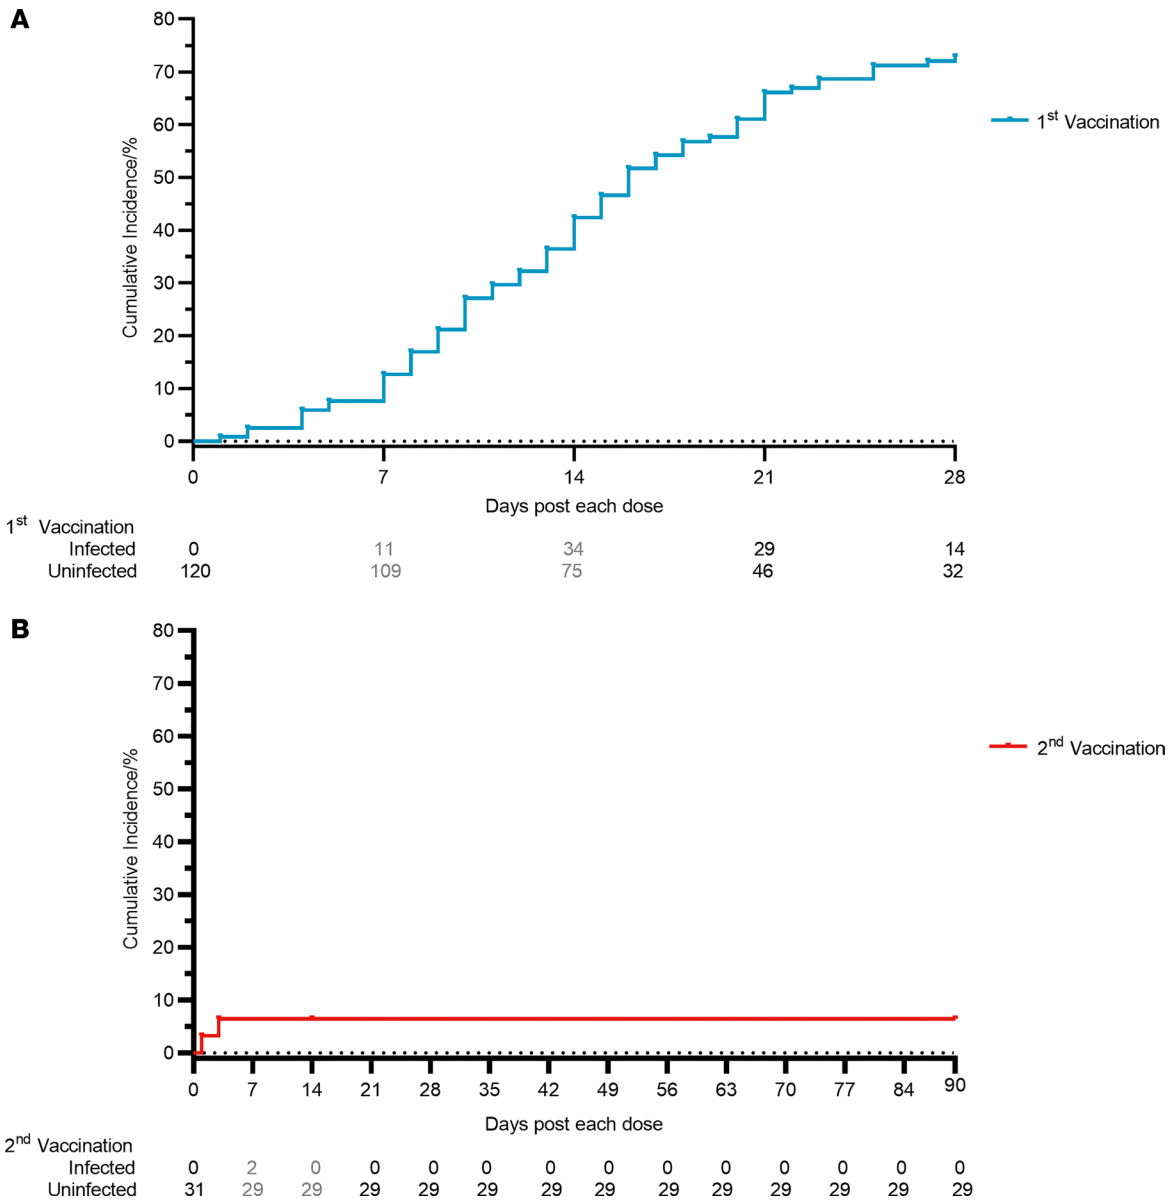 A
80
70
60
50
40
30
20
10
0
Cumulative Incidence/%
1st Vaccination
0 7 14 21 28
Days post each dose
1st Vaccination
Infected 0 11 34 29 14
Uninfected 120 109 75 46 32
B
80
70
60
50
40
30
20
10
0
Cumulative Incidence/%
2nd Vaccination
0 7 14 21 28 35 42 49 56 63 70 77 84 90
Days post each dose
2nd Vaccination
Infected 0 2 0 0 0 0 0 0 0 0 0 0 0 0
Uninfected 31 29 29 29 29 29 29 29 29 29 29 29 29 29